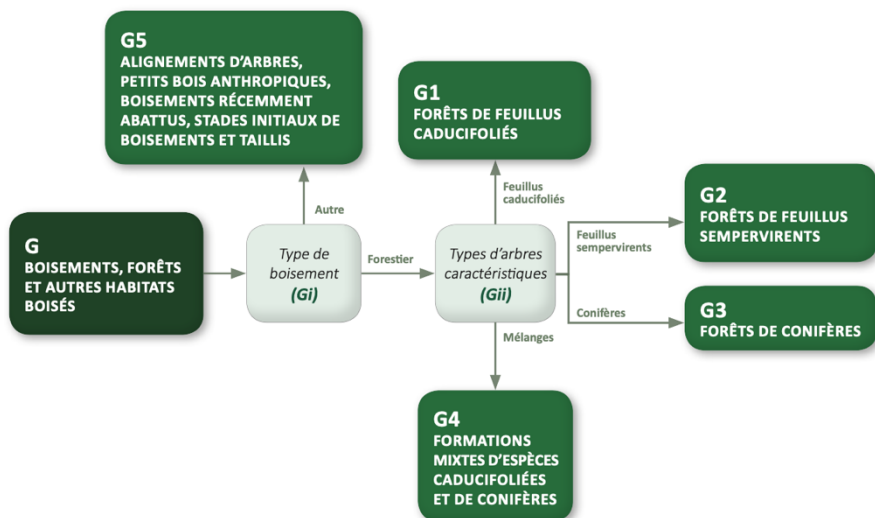 G5
ALIGNEMENTS D'ARBRES,
PETITS BOIS ANTHROPIQUES,
BOISEMENTS RÉCEMMENT
ABATTUS, STADES INITIAUX DE
BOISEMENTS ET TAILLIS
G1
FORÊTS DE FEUILLUS
CADUCIFOLIÉS
Autre
Feuillus
caducifoliés
G
BOISEMENTS, FORÊTS
ET AUTRES HABITATS
BOISÉS
Type de
boisement
(Gi)
Forestier
Types d'arbres
caractéristiques
(Gii)
Feuillus
sempervirents
G2
FORÊTS DE FEUILLUS
SEMPERVIRENTS
Conifères
G3
FORÊTS DE CONIFÈRES
Mélanges
G4
FORMATIONS
MIXTES D'ESPÈCES
CADUCIFOLIÉES
ET DE CONIFÈRES